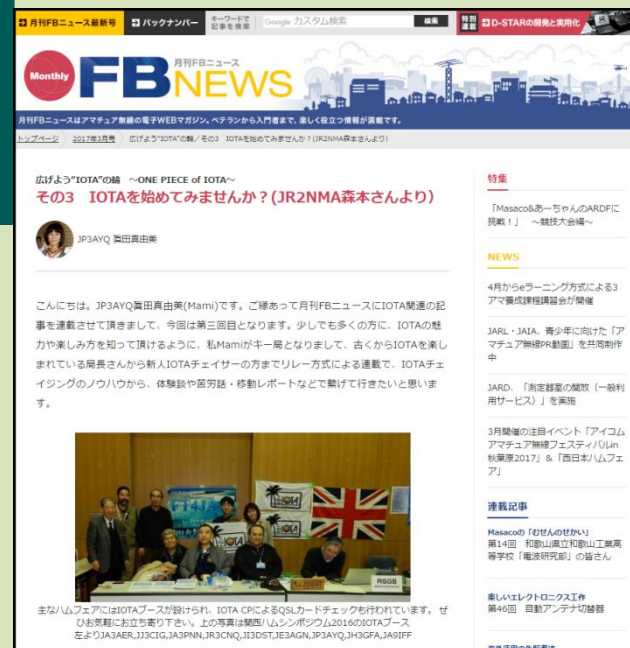 月刊FBニュース最新号
バックナンバー
キーワードで
記事を検索
Google カスタム検索
検索
特別
連載
D-STARの開発と実用化
Monthly
FB
月刊FBニュース
NEWS
月刊FBニュースはアマチュア無線の電子WEBマガジン。ベテランから入門者まで、楽しく役立つ情報が満載です。
トップページ 2017年3月号 広げよう"IOTA"の輪/その3 IOTAを始めてみませんか?(JR2NMA森本さんより)
広げよう"IOTA"の輪 ～ONE PIECE of IOTA～
その3 IOTAを始めてみませんか?(JR2NMA森本さんより)
JP3AYQ 眞田真由美
こんにちは。JP3AYQ眞田真由美(Mami)です。ご縁あって月刊FBニュースにIOTA関連の記
事を連載させて頂きまして、今回は第三回目となります。少しでも多くの方に、IOTAの魅
力や楽しみ方を知って頂けるように、私Mamiがキー局となりまして、古くからIOTAを楽し
まれている局長さんから新人IOTAチェイサーの方までリレー方式による連載で、IOTAチェ
イジングのノウハウから、体験談や苦労話・移動レポートなどで繋げて行きたいと思いま
す。
FT4JA
IOTA
IOTA
IOTA
RSGB
主なハムフェアにはIOTAブースが設けられ、IOTA CPによるQSLカードチェックも行われています。 ぜ
ひお気軽にお立ち寄り下さい。上の写真は関西ハムシンポジウム2016のIOTAブース
左よりJA3AER,JJ3CIG,JA3PNN,JR3CNQ,JI3DST,JE3AGN,JP3AYQ,JH3GFA,JA9IFF
特集
「Masaco&あーちゃんのARDFに
挑戦!」 ～競技大会編～
NEWS
4月からeラーニング方式による3
アマ養成課程講習会が開催
JARL・JAIA、青少年に向けた「ア
マチュア無線PR動画」を共同制作
中
JARD、「測定器室の開放(一般利
用サービス)」を実施
3月開催の注目イベント「アイコム
アマチュア無線フェスティバルin
秋葉原2017」&「西日本ハムフェ
ア」
連載記事
Masacoの「むせんのせかい」
第14回 和歌山県立和歌山工業高
等学校「電波研究部」の皆さん
楽しいエレクトロニクス工作
第46回 自動アンテナ切替器